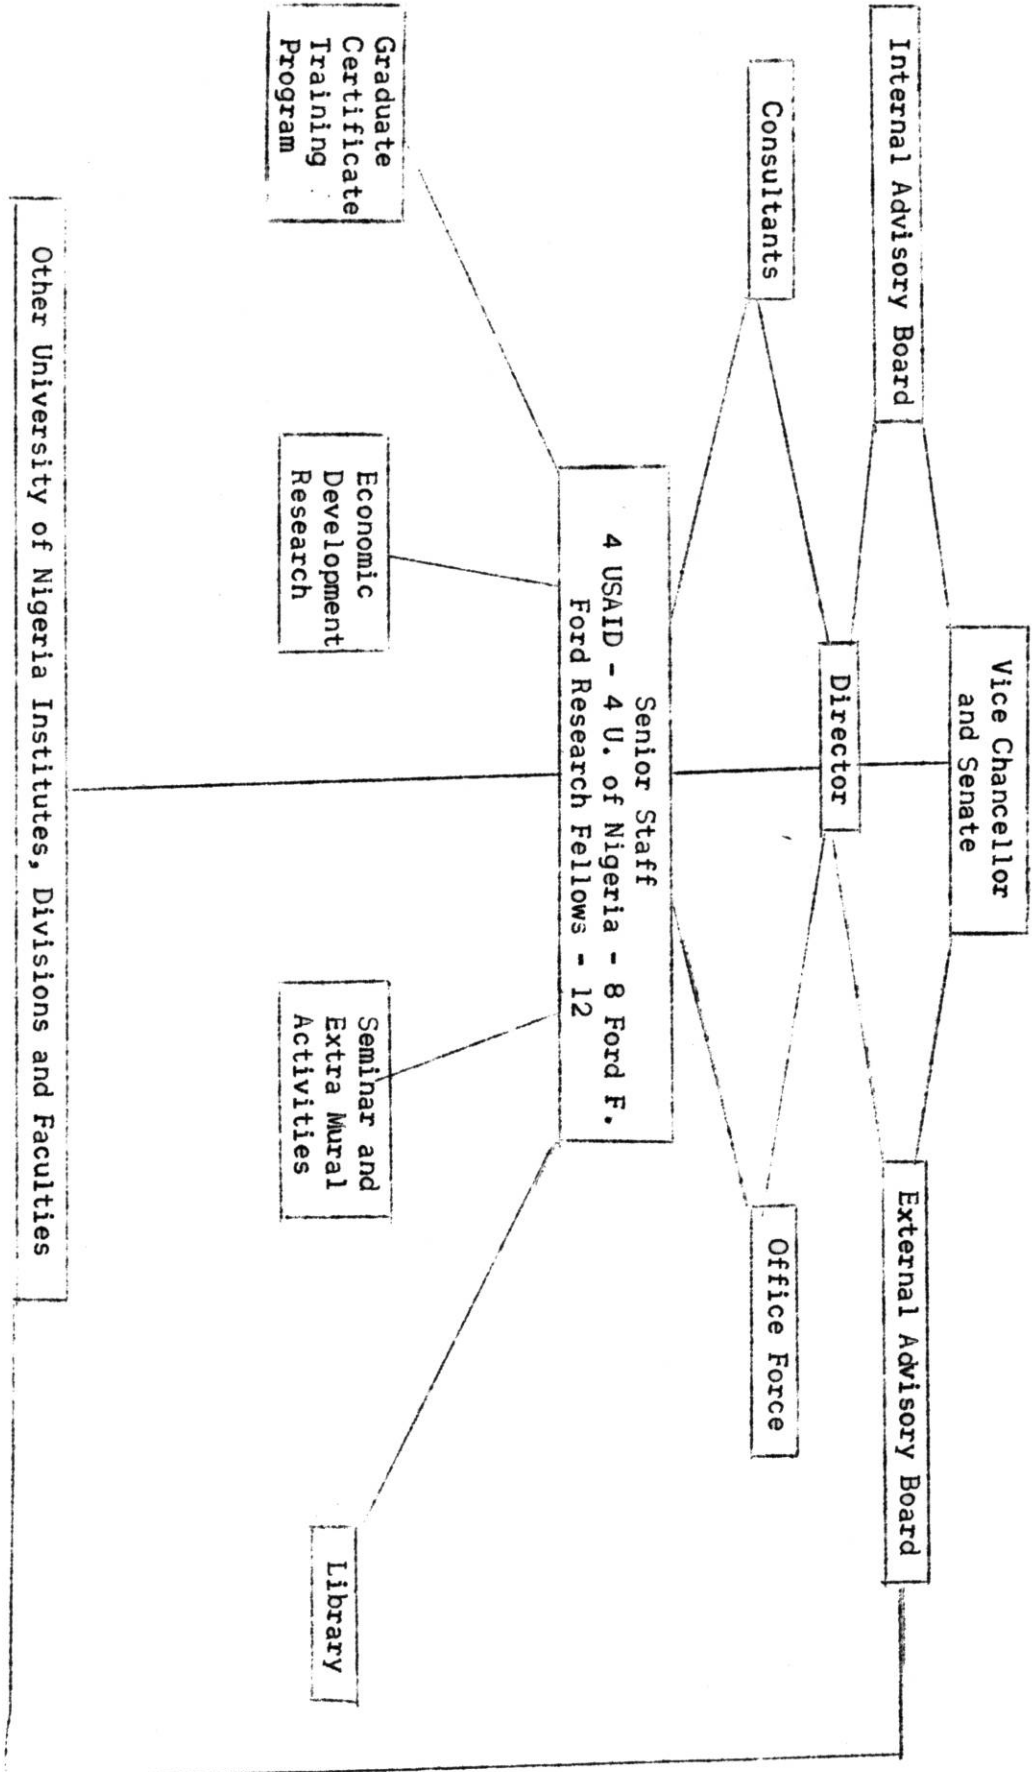 Vice Chancellor
and Senate
Internal Advisory Board
External Advisory Board
Director
Consultants
Office Force
Senior Staff
4 USAID - 4 U. of Nigeria - 8 Ford F.
Ford Research Fellows - 12
Graduate
Certificate
Training
Program
Economic
Development
Research
Seminar and
Extra Mural
Activities
Library
Other University of Nigeria Institutes, Divisions and Faculties